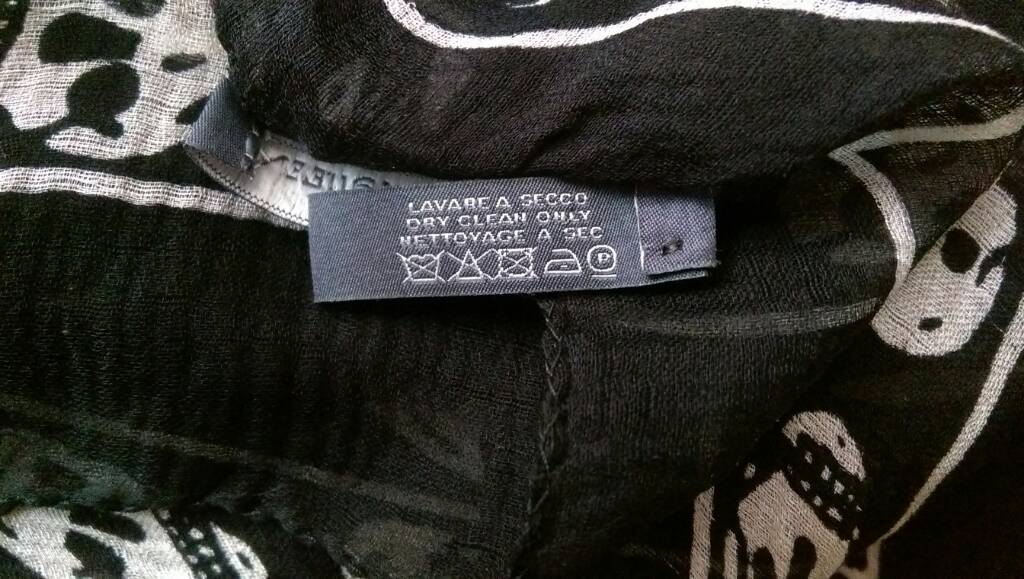 LAVARE A SECCO
DRY CLEAN ONLY
NETTOYAGE A SEC
P